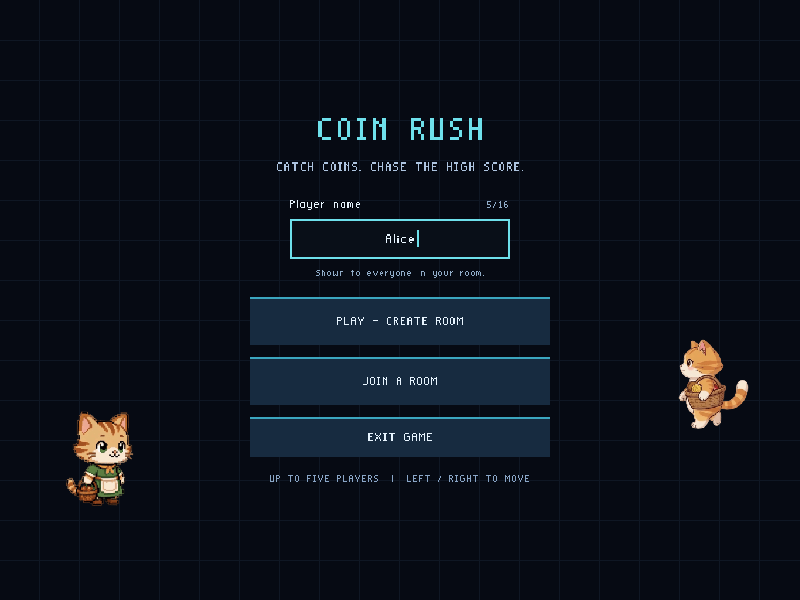 COIN RUSH
CATCH COINS. CHASE THE HIGH SCORE.
Player name 5/16
Alice
Shown to everyone in your room.
PLAY - CREATE ROOM
JOIN A ROOM
EXIT GAME
UP TO FIVE PLAYERS | LEFT / RIGHT TO MOVE